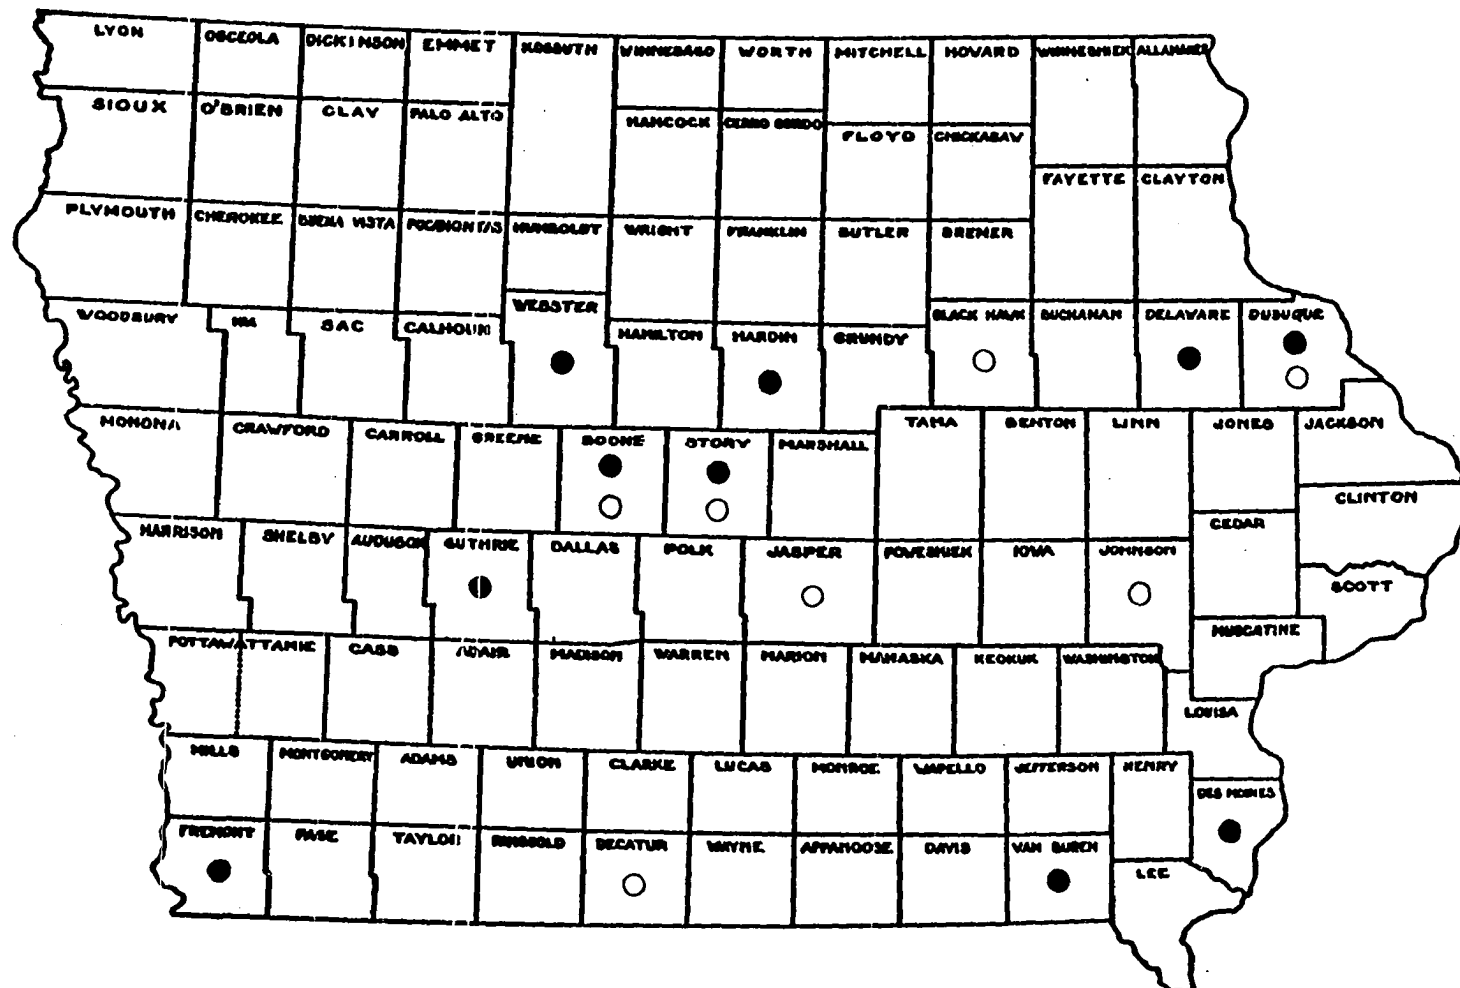 LYON OSCEOLA DICKINSON EMMET KOSSUTH WINNEBAGO WORTH MITCHELL HOWARD WINNESHIEK ALLAMAKEE
SIOUX O'BRIEN CLAY PALO ALTO HANCOCK CERRO GORDO FLOYD CHICKASAW
FAYETTE CLAYTON
PLYMOUTH CHEROKEE BUENA VISTA POCAHONTAS HUMBOLDT WRIGHT FRANKLIN BUTLER BREMER
WOODBURY IDA SAC CALHOUN WEBSTER HAMILTON HARDIN GRUNDY BLACK HAWK BUCHANAN DELAWARE DUBUQUE
MONONA CRAWFORD CARROLL GREENE BOONE STORY MARSHALL TAMA BENTON LINN JONES JACKSON
CLINTON
HARRISON SHELBY AUDUBON GUTHRIE DALLAS POLK JASPER POWESHIEK IOWA JOHNSON CEDAR
SCOTT
POTTAWATTAMIE CASS ADAIR MADISON WARREN MARION MAHASKA KEOKUK WASHINGTON MUSCATINE
LOUISA
MILLS MONTGOMERY ADAMS UNION CLARKE LUCAS MONROE WAPELLO JEFFERSON HENRY DES MOINES
FREMONT PAGE TAYLOR RINGGOLD DECATUR WAYNE APPANOOSE DAVIS VAN BUREN
LEE